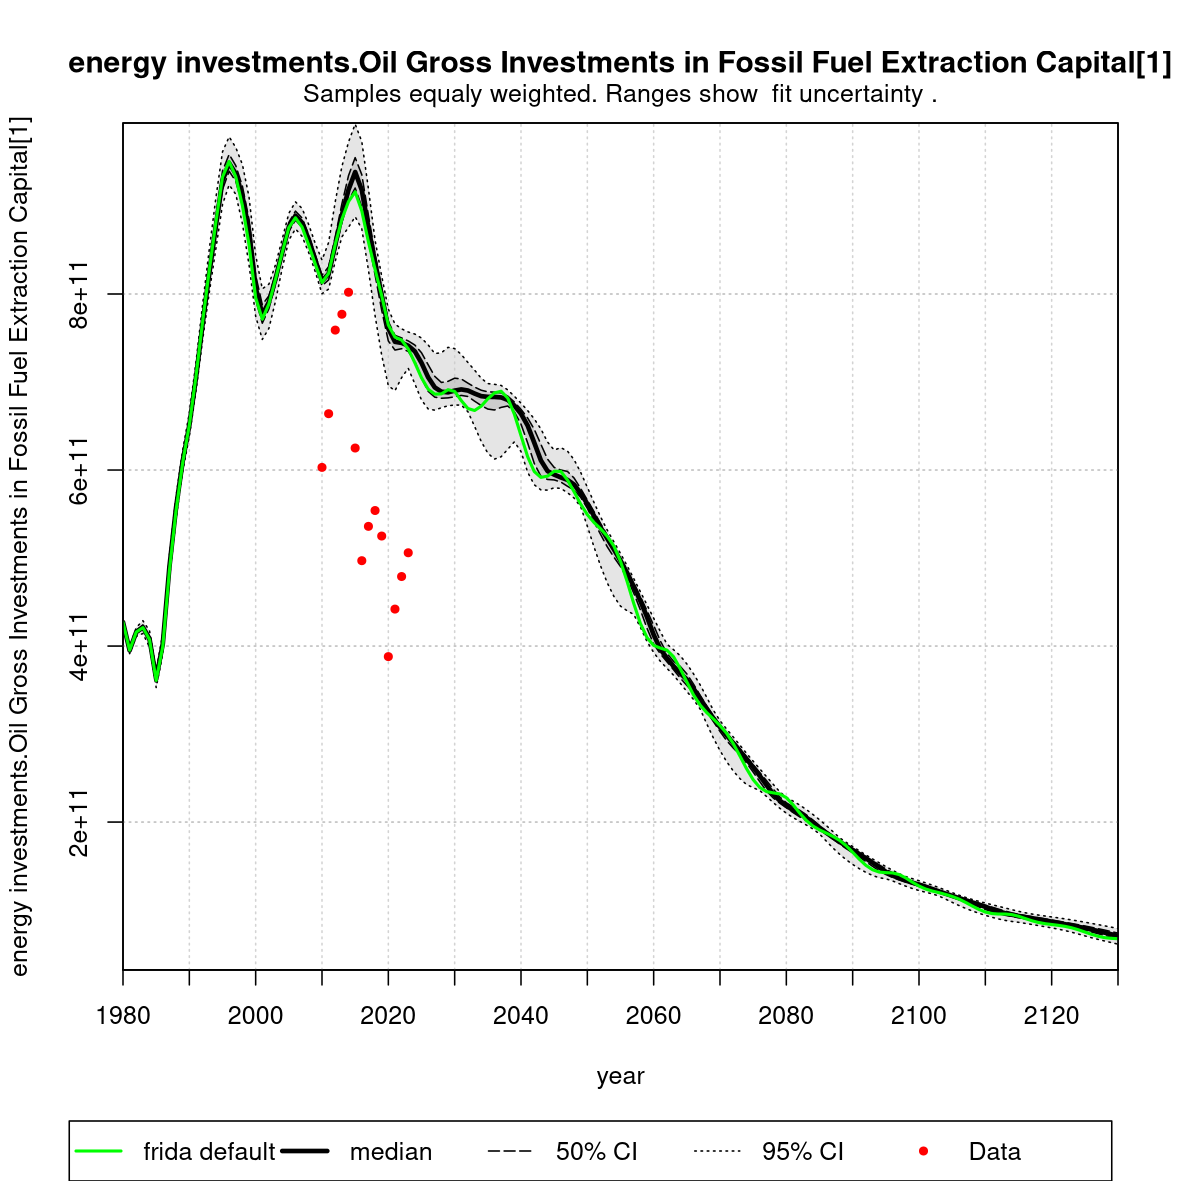 energy investments.Oil Gross Investments in Fossil Fuel Extraction Capital[1]
Samples equaly weighted. Ranges show  fit uncertainty .
energy investments.Oil Gross Investments in Fossil Fuel Extraction Capital[1]
8e+11
6e+11
4e+11
2e+11
1980 2000 2020 2040 2060 2080 2100 2120
year
frida default median 50% CI 95% CI Data